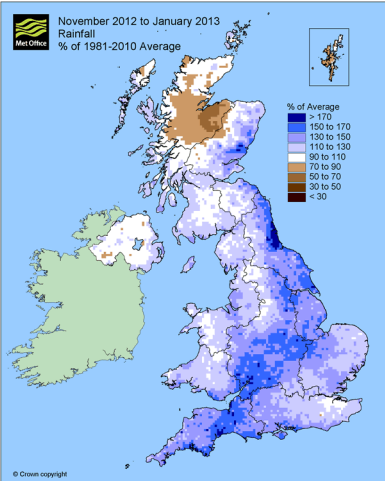 Met Office
November 2012 to January 2013
Rainfall
% of 1981-2010 Average
% of Average
> 170
150 to 170
130 to 150
110 to 130
90 to 110
70 to 90
50 to 70
30 to 50
< 30
© Crown copyright